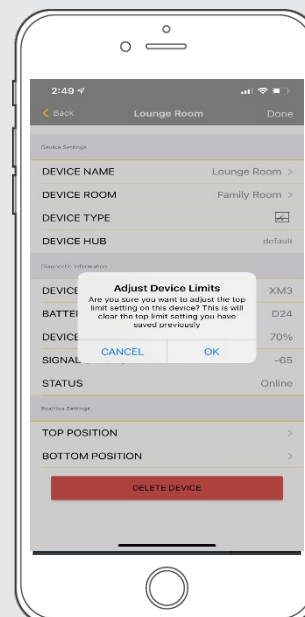 2:49
Back Lounge Room Done
Device Settings
DEVICE NAME Lounge Room
DEVICE ROOM Family Room
DEVICE TYPE
DEVICE HUB default
Diagnostic Information
DEVICE XM3
Adjust Device Limits
Are you sure you want to adjust the top
limit setting on this device? This is will
clear the top limit setting you have
saved previously
BATTE D24
DEVICE 70%
CANCEL OK
SIGNAL -65
STATUS Online
Position Settings
TOP POSITION
BOTTOM POSITION
DELETE DEVICE